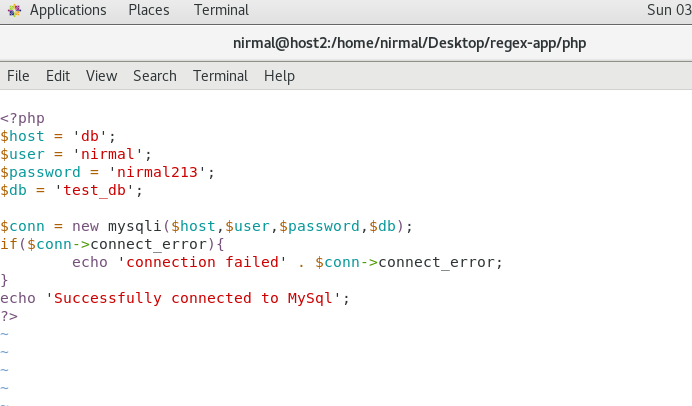 Applications Places Terminal Sun 03
nirmal@host2:/home/nirmal/Desktop/regex-app/php
File Edit View Search Terminal Help
<?php
$host = 'db';
$user = 'nirmal';
$password = 'nirmal213';
$db = 'test_db';
$conn = new mysqli($host,$user,$password,$db);
if($conn->connect_error){
        echo 'connection failed' . $conn->connect_error;
}
echo 'Successfully connected to MySql';
?>
~
~
~
~
~